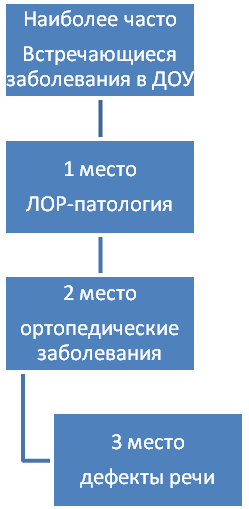 Наиболее часто
Встречающиеся
заболевания в ДОУ
1 место
ЛОР-патология
2 место
ортопедические
заболевания
3 место
дефекты речи